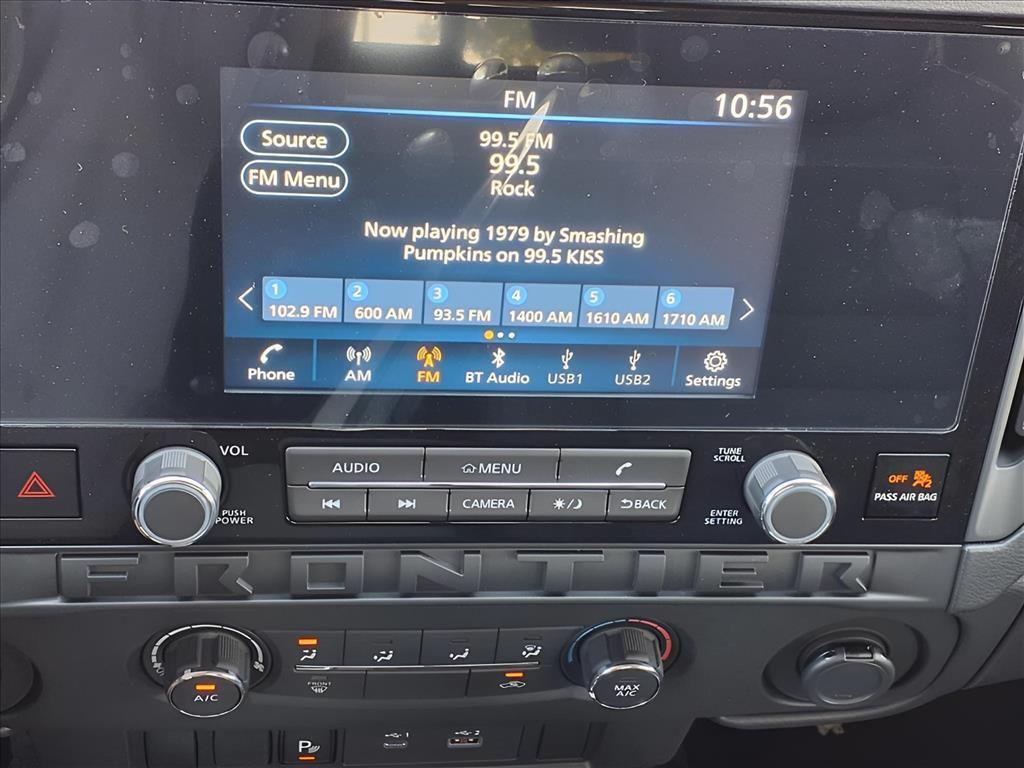 FM
10:56
Source
99.5 FM
99.5
FM Menu
Rock
Now playing 1979 by Smashing
Pumpkins on 99.5 KISS
1 2 3 4 5 6
102.9 FM 600 AM 93.5 FM 1400 AM 1610 AM 1710 AM
Phone AM FM BT Audio USB1 USB2 Settings
VOL
PUSH
POWER
AUDIO MENU
CAMERA BACK
TUNE
SCROLL
ENTER
SETTING
OFF 2
PASS AIR BAG
FRONTIER
A/C
FRONT
MAX
A/C
P
1 2